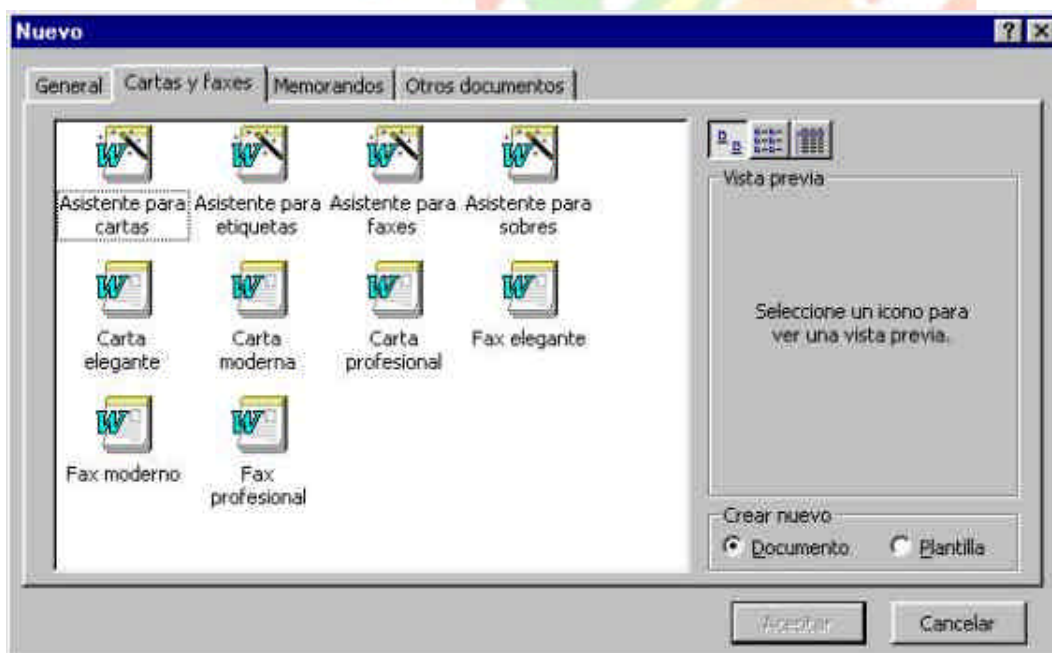 Nuevo
General Cartas y faxes Memorandos Otros documentos
Asistente para cartas
Asistente para etiquetas
Asistente para faxes
Asistente para sobres
Carta elegante
Carta moderna
Carta profesional
Fax elegante
Fax moderno
Fax profesional
Vista previa
Seleccione un icono para
ver una vista previa.
Crear nuevo
Documento Plantilla
Aceptar Cancelar